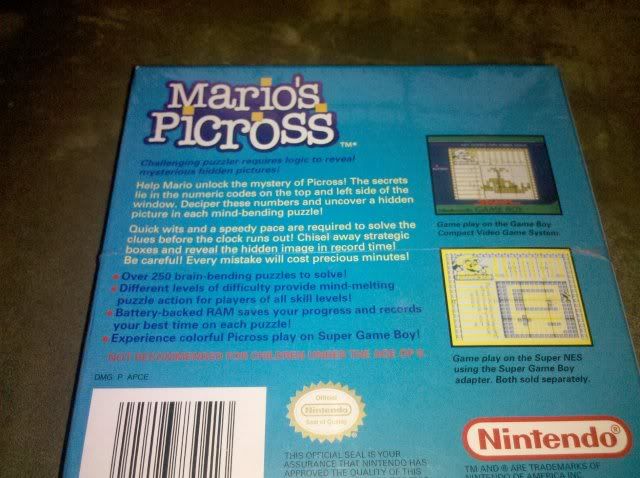 Mario's
Picross
TM*
Challenging puzzler requires logic to reveal
mysterious hidden pictures!
Help Mario unlock the mystery of Picross! The secrets
lie in the numeric codes on the top and left side of the
window. Deciper these numbers and uncover a hidden
picture in each mind-bending puzzle!
Quick wits and a speedy pace are required to solve the
clues before the clock runs out! Chisel away strategic
boxes and reveal the hidden image in record time!
Be careful! Every mistake will cost precious minutes!
• Over 250 brain-bending puzzles to solve!
• Different levels of difficulty provide mind-melting
puzzle action for players of all skill levels!
• Battery-backed RAM saves your progress and records
your best time on each puzzle!
• Experience colorful Picross play on Super Game Boy!
NOT RECOMMENDED FOR CHILDREN UNDER THE AGE OF 6.
DMG P APCE
Game play on the Game Boy
Compact Video Game System.
Game play on the Super NES
using the Super Game Boy
adapter. Both sold separately.
Official
Nintendo
Seal of Quality
THIS OFFICIAL SEAL IS YOUR
ASSURANCE THAT NINTENDO HAS
APPROVED THE QUALITY OF THIS
Nintendo®
TM AND ® ARE TRADEMARKS OF
NINTENDO OF AMERICA INC.